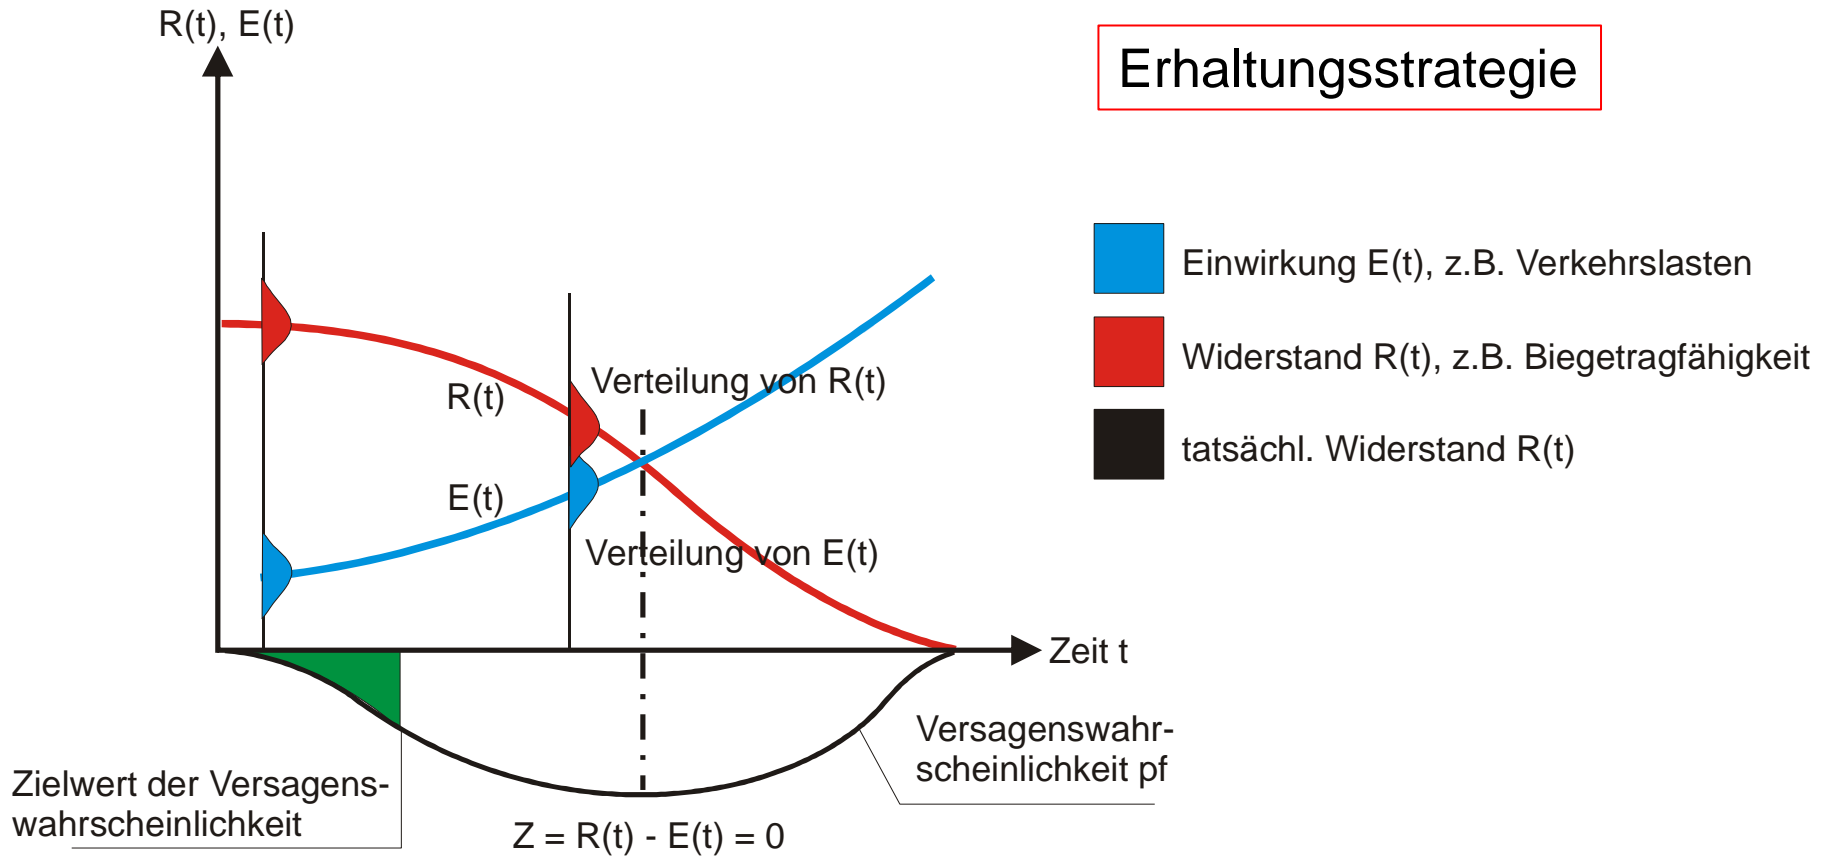 R(t), E(t)
Erhaltungsstrategie
Einwirkung E(t), z.B. Verkehrslasten
Widerstand R(t), z.B. Biegetragfähigkeit
tatsächl. Widerstand R(t)
Verteilung von R(t)
R(t)
E(t)
Verteilung von E(t)
Zeit t
Versagenswahr-
scheinlichkeit pf
Zielwert der Versagens-
wahrscheinlichkeit
Z = R(t) - E(t) = 0